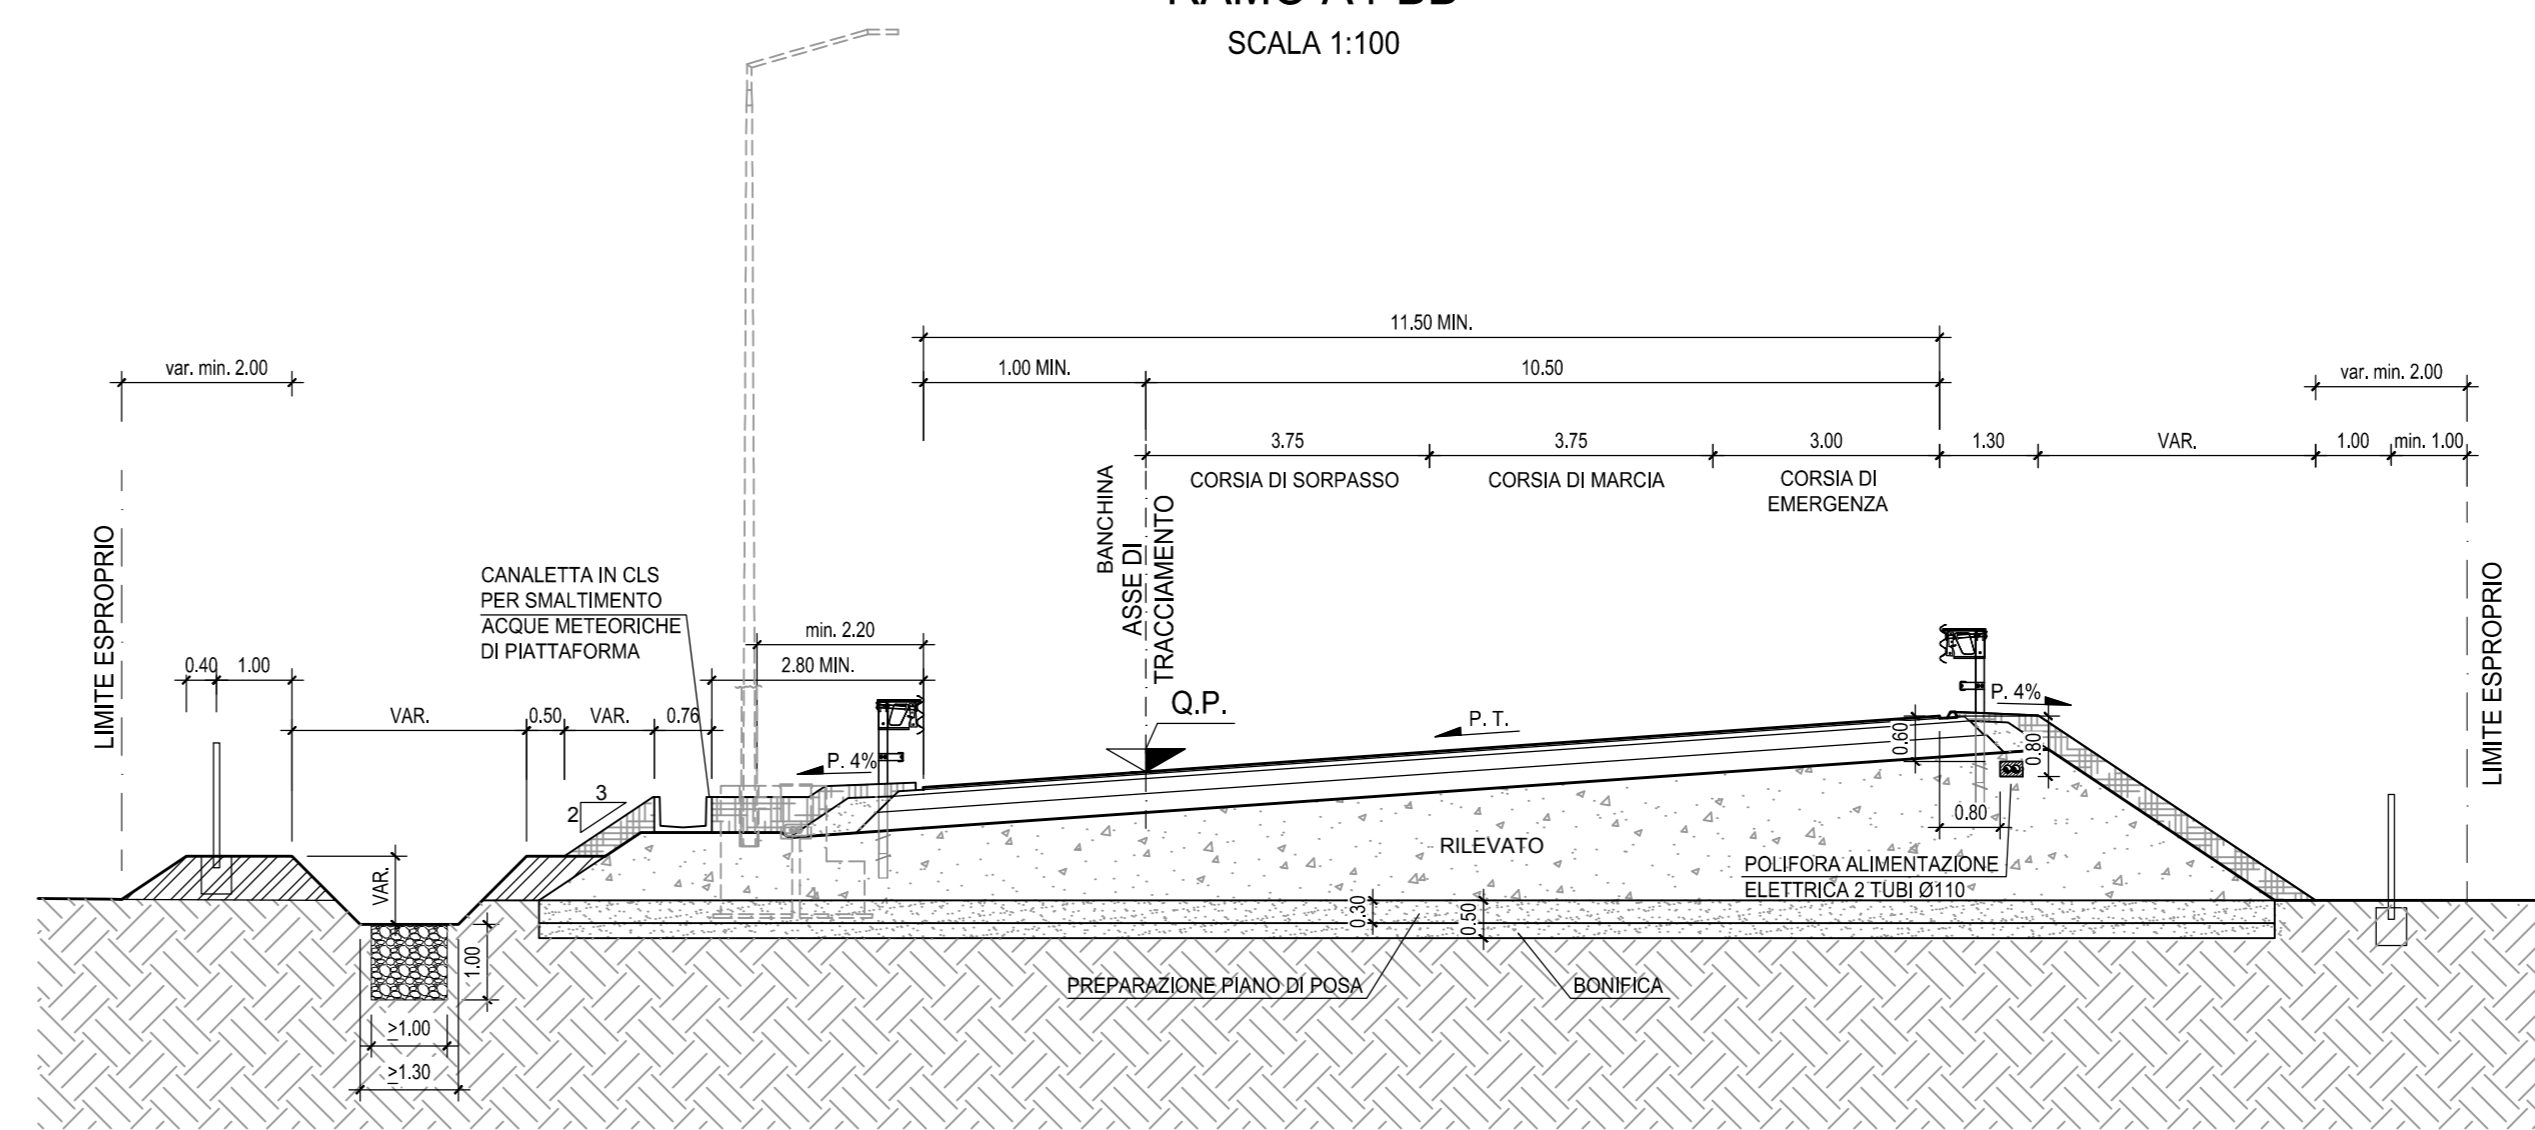 SCALA 1:100
11.50 MIN.
var. min. 2.00
1.00 MIN.
10.50
var. min. 2.00
3.75
3.75
3.00
1.30
VAR.
1.00
min. 1.00
CORSIA DI SORPASSO
CORSIA DI MARCIA
CORSIA DI
EMERGENZA
BANCHINA
ASSE DI
TRACCIAMENTO
LIMITE ESPROPRIO
LIMITE ESPROPRIO
CANALETTA IN CLS
PER SMALTIMENTO
ACQUE METEORICHE
DI PIATTAFORMA
min. 2.20
2.80 MIN.
0.40
1.00
VAR.
0.50
VAR.
0.76
Q.P.
P. T.
P. 4%
P. 4%
0.60
0.80
0.80
3
2
RILEVATO
POLIFORA ALIMENTAZIONE
ELETTRICA 2 TUBI Ø110
VAR.
0.30
0.50
1.00
PREPARAZIONE PIANO DI POSA
BONIFICA
≥1.00
≥1.30